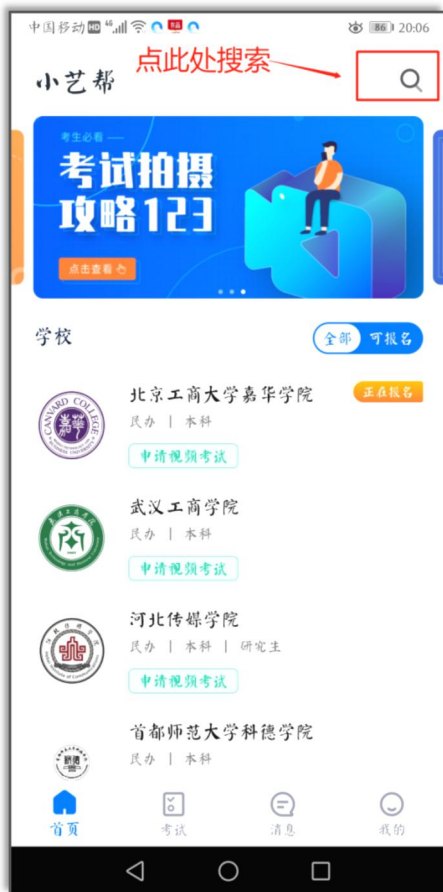 中国移动 HD 46 86 20:06
点此处搜索
小艺帮
考生必看
考试拍摄
攻略123
点击查看
学校
全部 可报名
北京工商大学嘉华学院 正在报名
民办 | 本科
申请视频考试
CANVARD COLLEGE
嘉华
武汉工商学院
民办 | 本科
申请视频考试
河北传媒学院
民办 | 本科 | 研究生
申请视频考试
首都师范大学科德学院
民办 | 本科
首页 考试 消息 我的